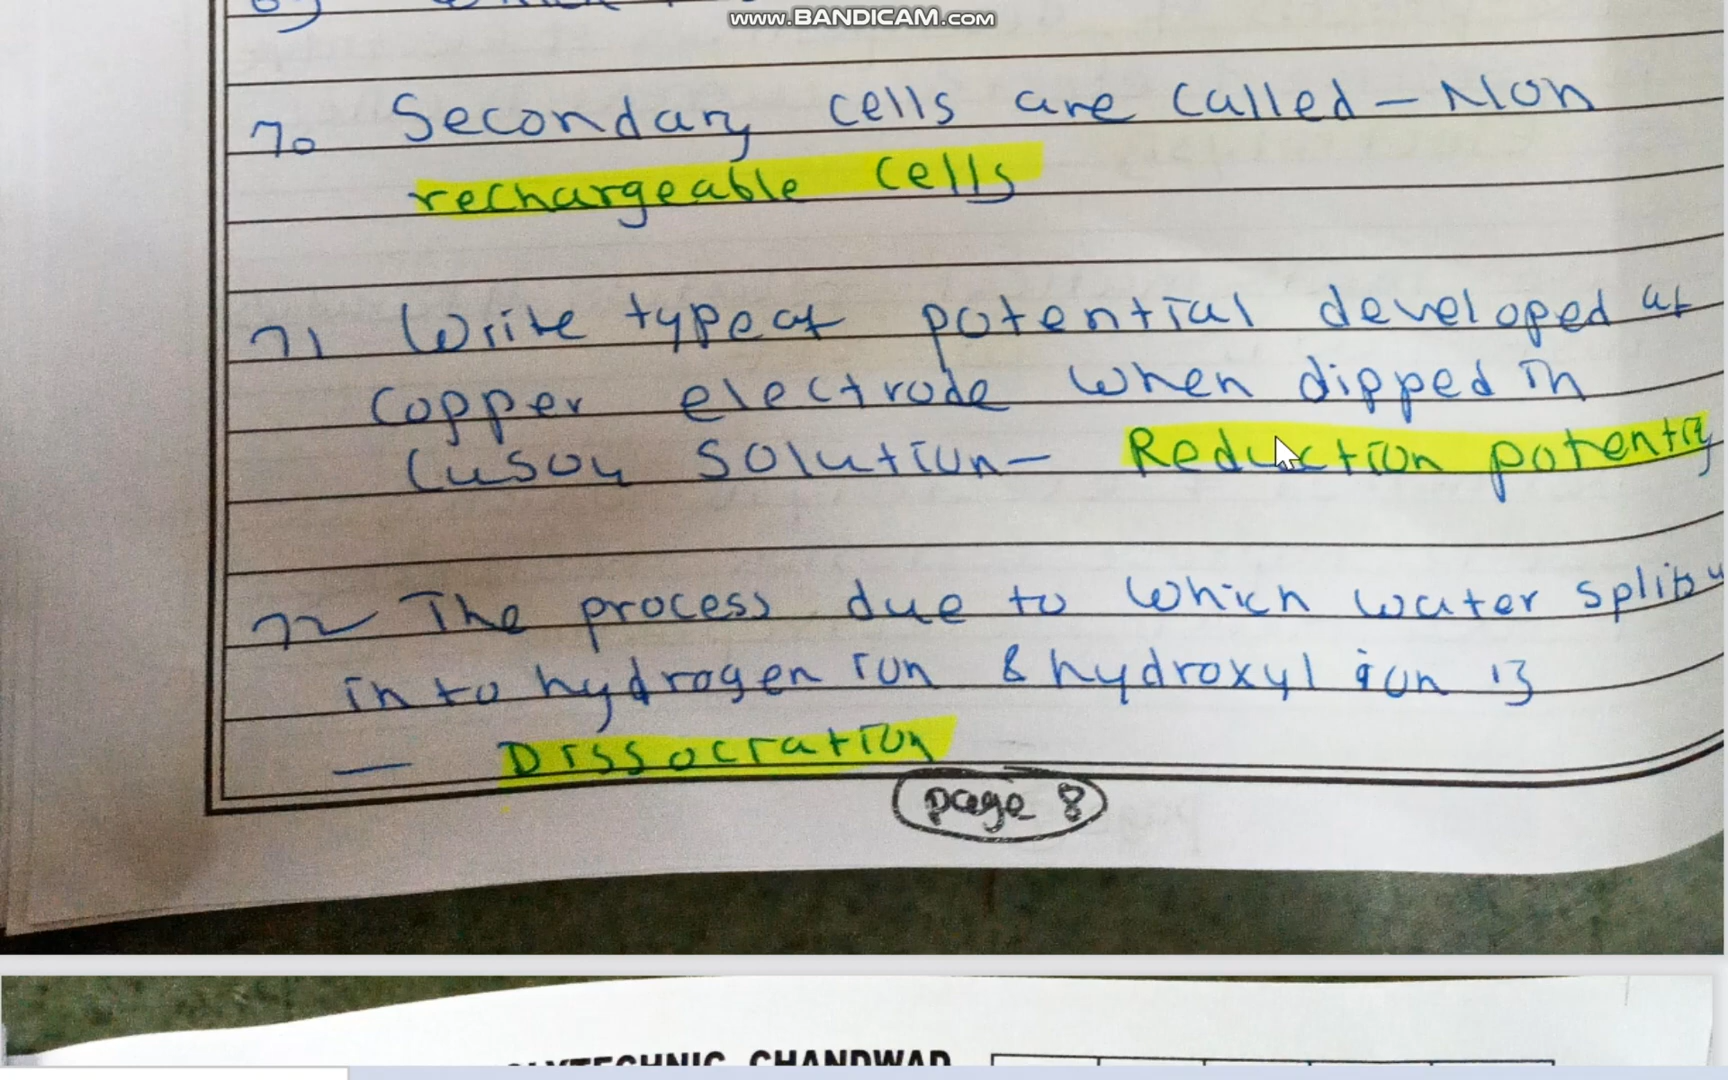 www.BANDICAM.com
70 Secondary cells are called - Non
rechargeable cells
71 Write type of potential developed at
copper electrode when dipped in
CuSO4 solution- Reduction potential
72 The process due to which water splits
into hydrogen ion & hydroxyl ion is
— Dissociation
page 8
CHANDWAD